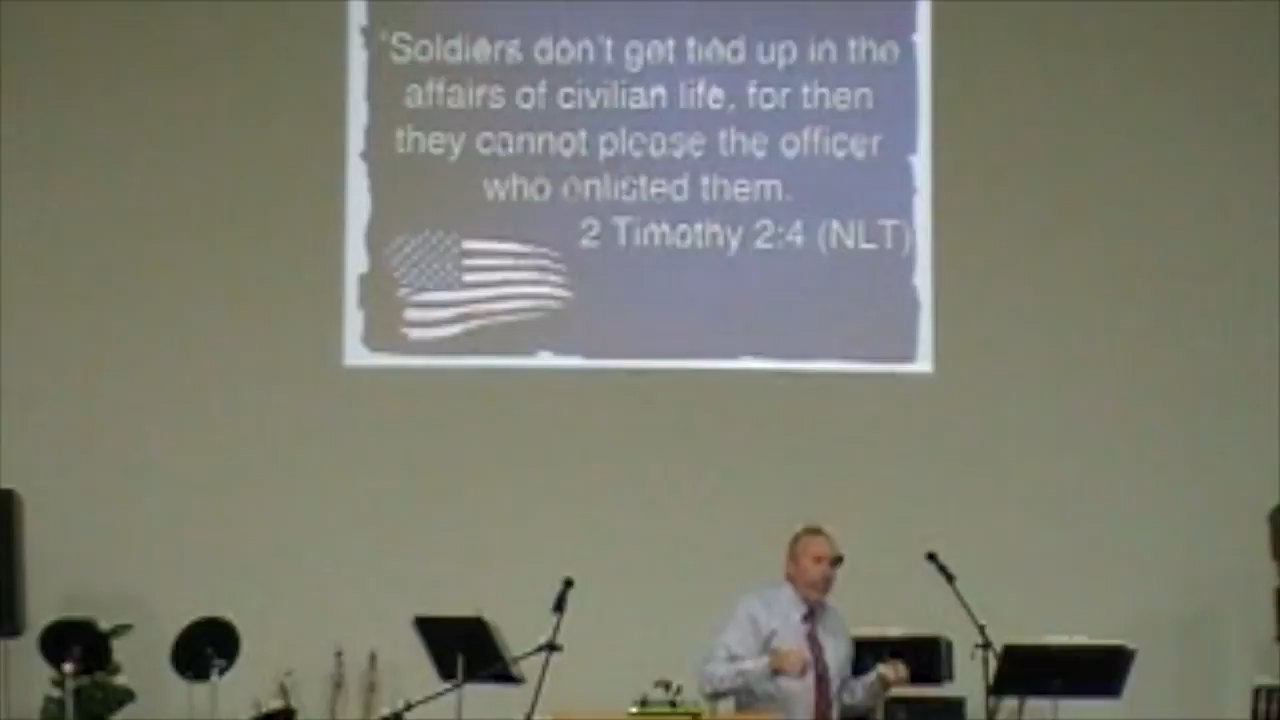 "Soldiers don't get tied up in the
affairs of civilian life, for then
they cannot please the officer
who enlisted them.
2 Timothy 2:4 (NLT)